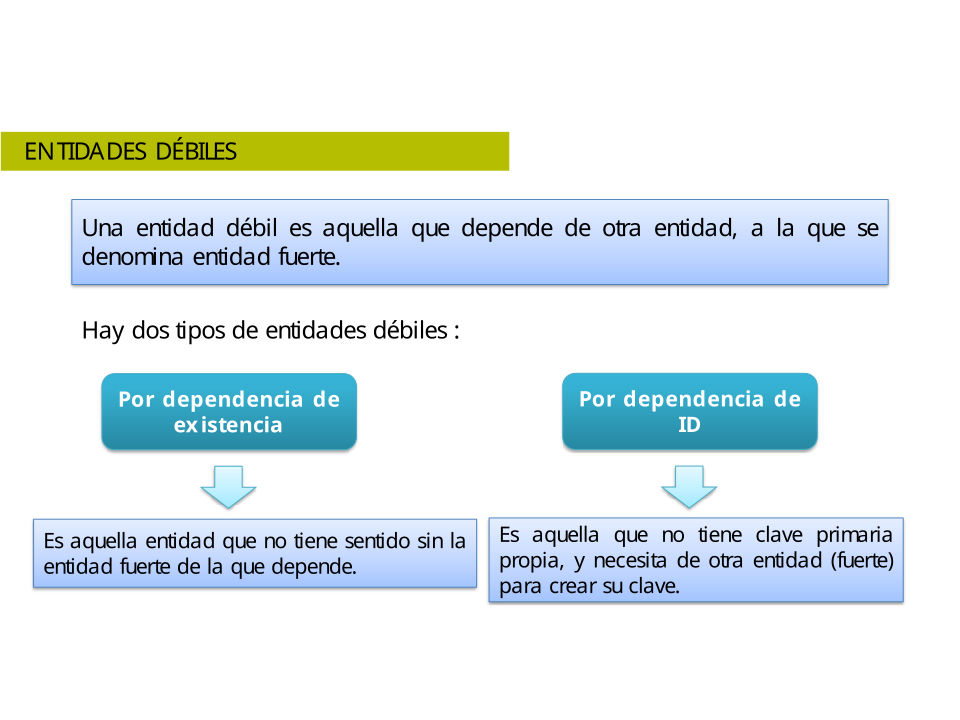 ENTIDADES DÉBILES
Una entidad débil es aquella que depende de otra entidad, a la que se
denomina entidad fuerte.
Hay dos tipos de entidades débiles :
Por dependencia de
existencia
Por dependencia de
ID
Es aquella entidad que no tiene sentido sin la
entidad fuerte de la que depende.
Es aquella que no tiene clave primaria
propia, y necesita de otra entidad (fuerte)
para crear su clave.